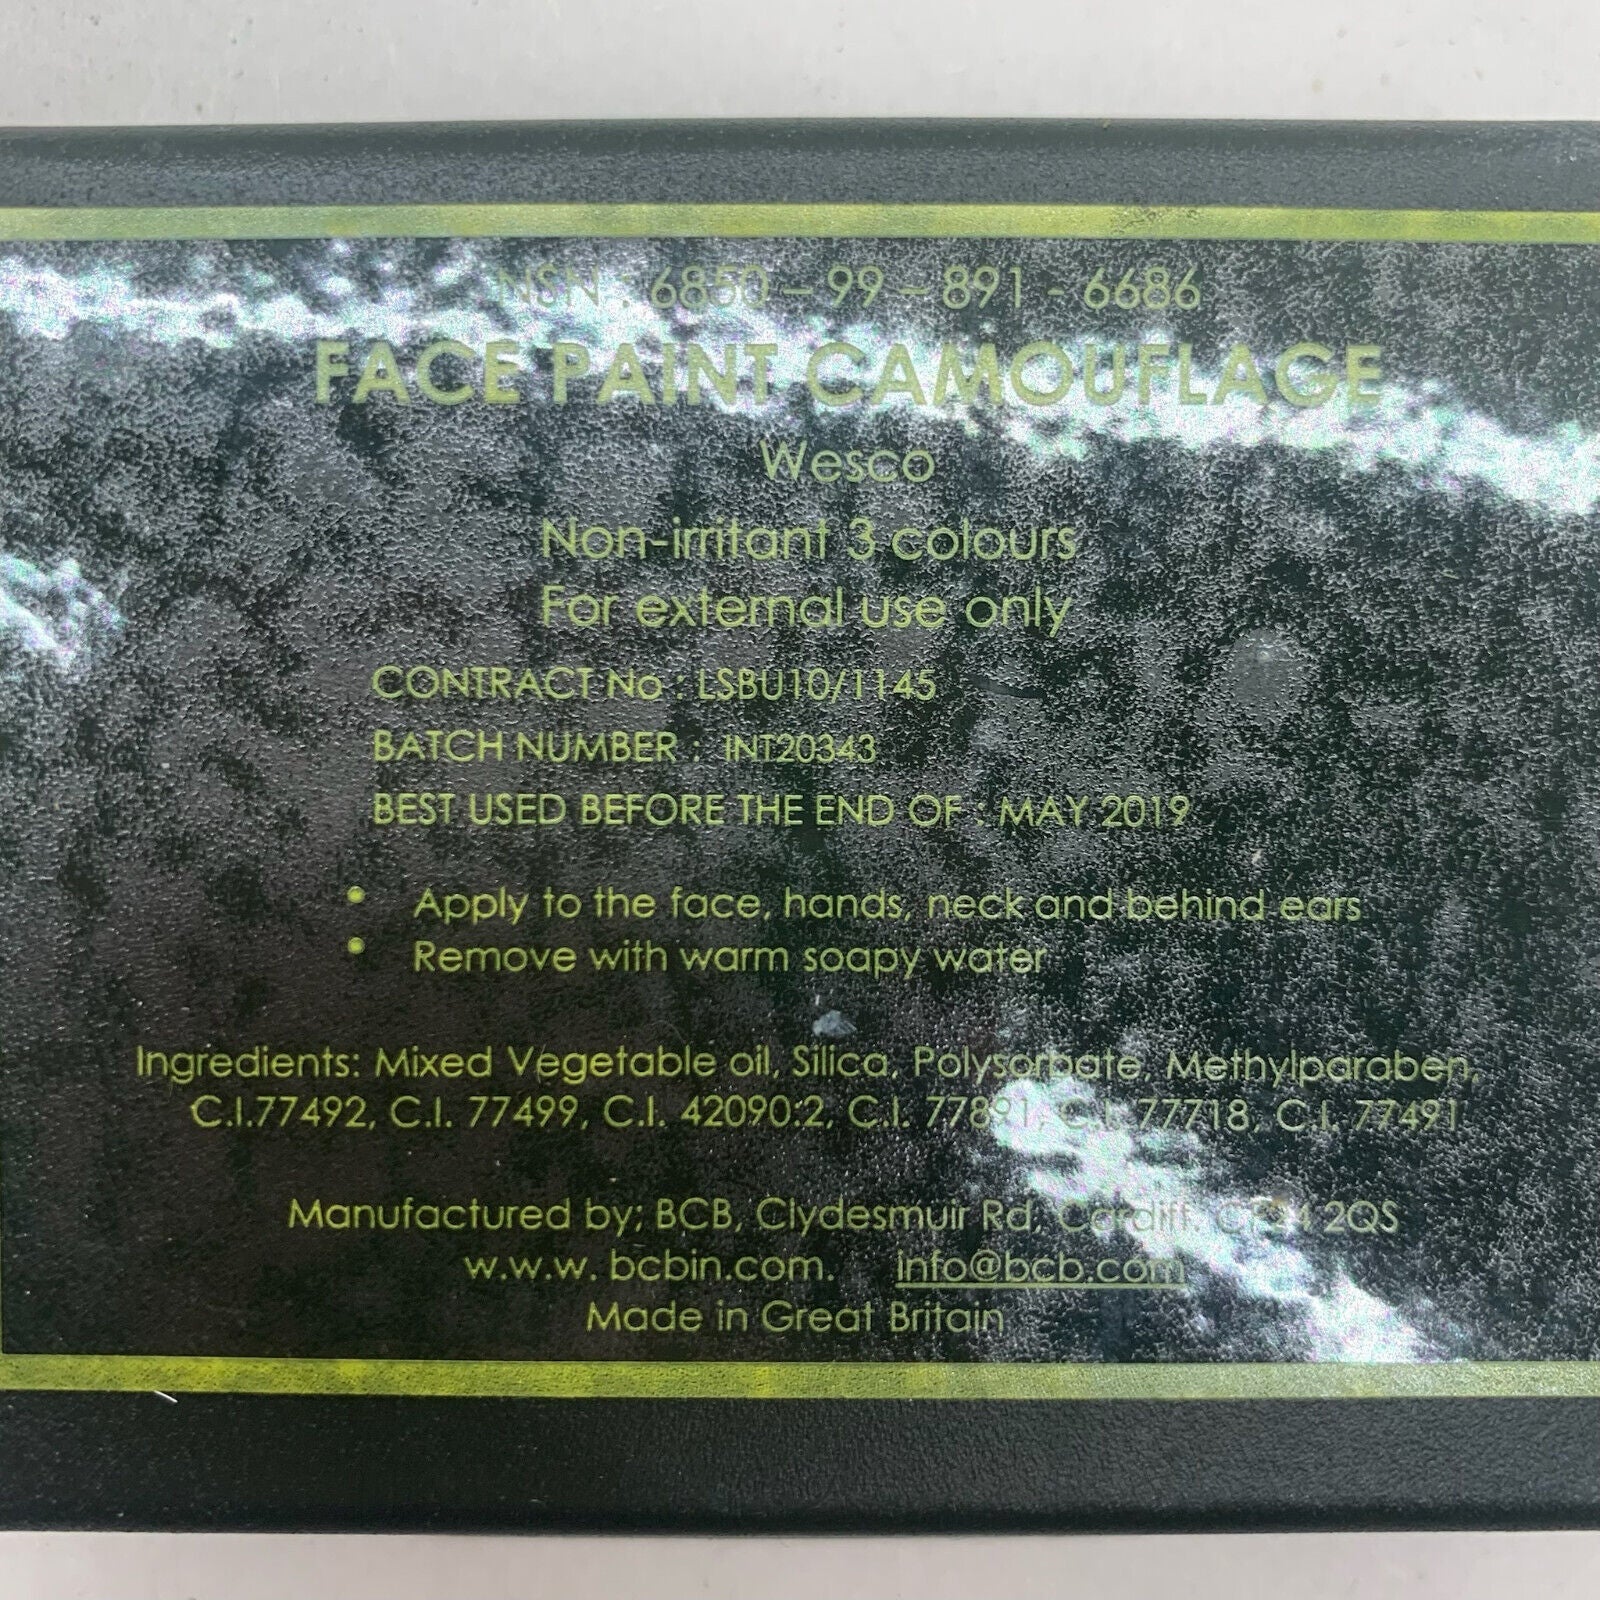 NSN : 6850 – 99 – 891 - 6686
FACE PAINT CAMOUFLAGE
Wesco
Non-irritant 3 colours
For external use only
CONTRACT No : LSBU10/1145
BATCH NUMBER : INT20343
BEST USED BEFORE THE END OF : MAY 2019
• Apply to the face, hands, neck and behind ears
• Remove with warm soapy water
Ingredients: Mixed Vegetable oil, Silica, Polysorbate, Methylparaben,
C.I.77492, C.I. 77499, C.I. 42090:2, C.I. 77891, C.I. 77718, C.I. 77491
Manufactured by; BCB, Clydesmuir Rd, Cardiff. CF24 2QS
w.w.w. bcbin.com. info@bcb.com
Made in Great Britain